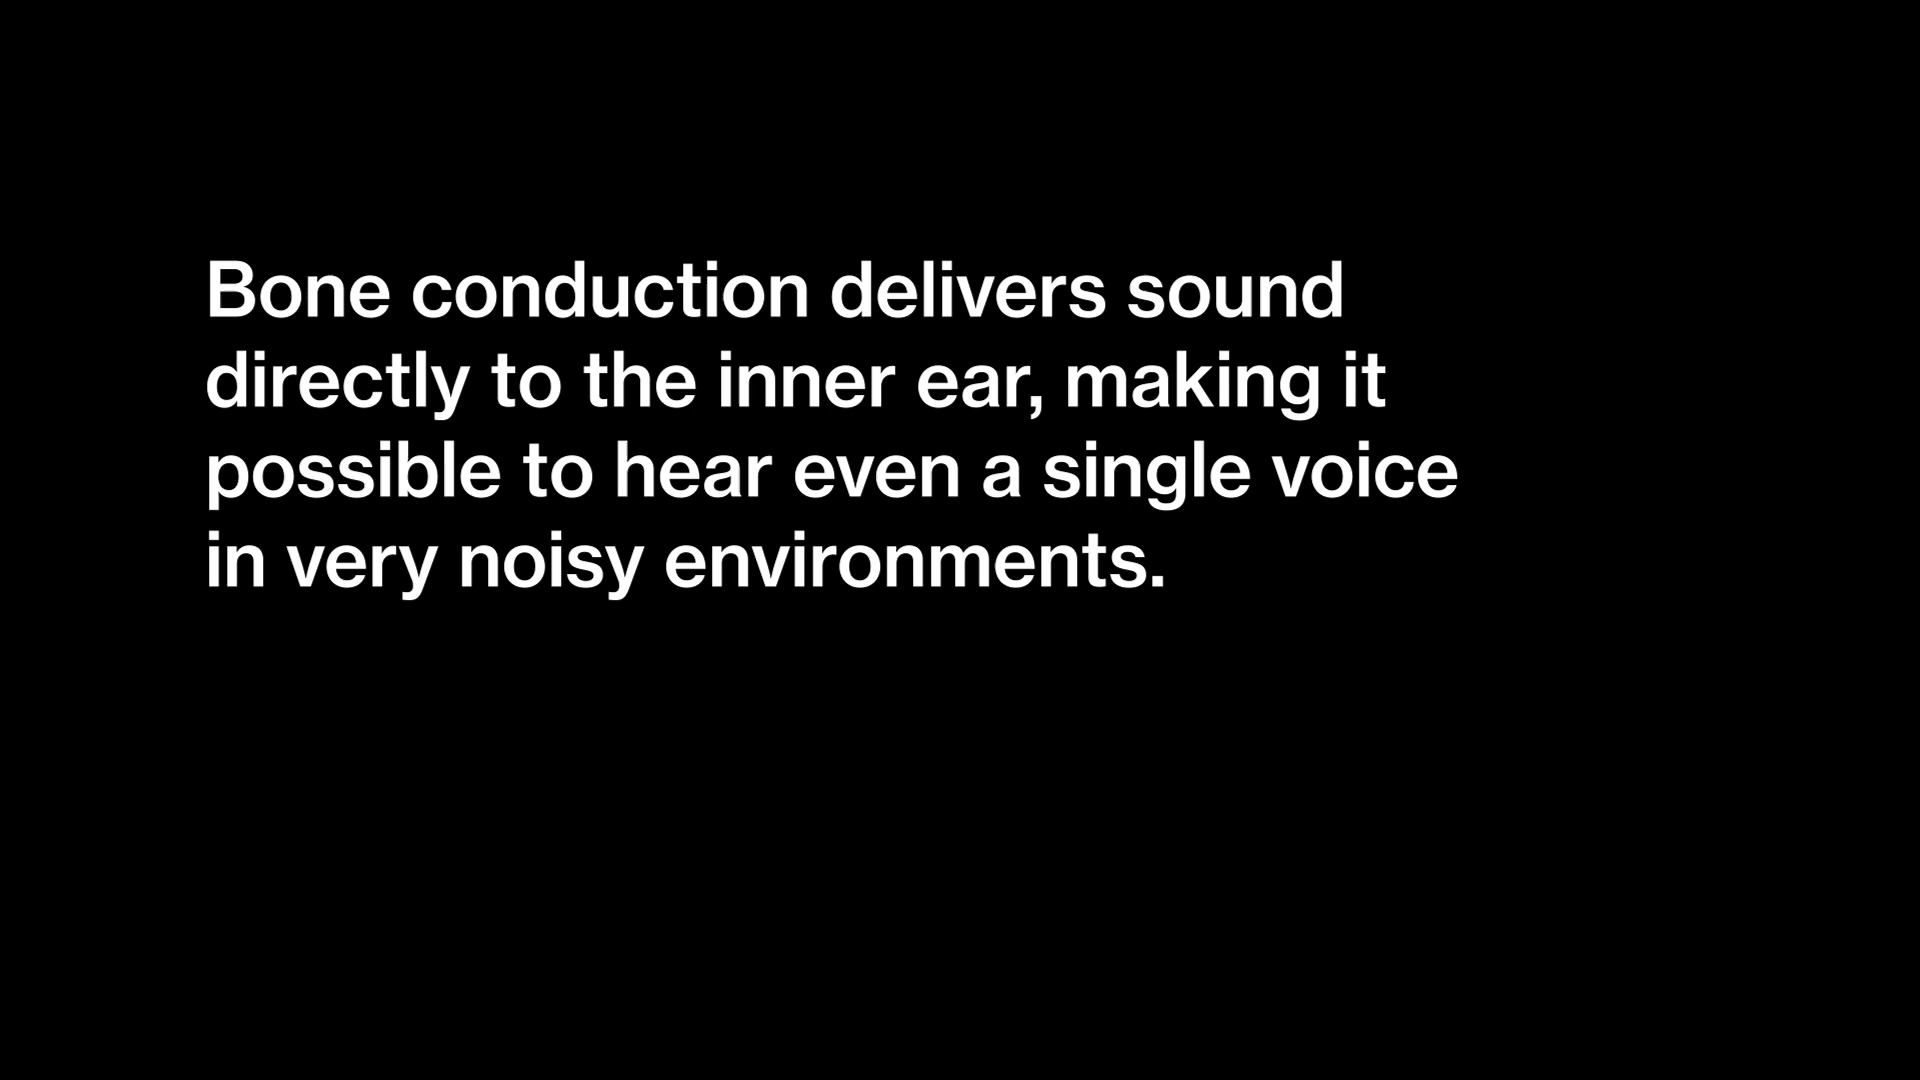 Bone conduction delivers sound
directly to the inner ear, making it
possible to hear even a single voice
in very noisy environments.